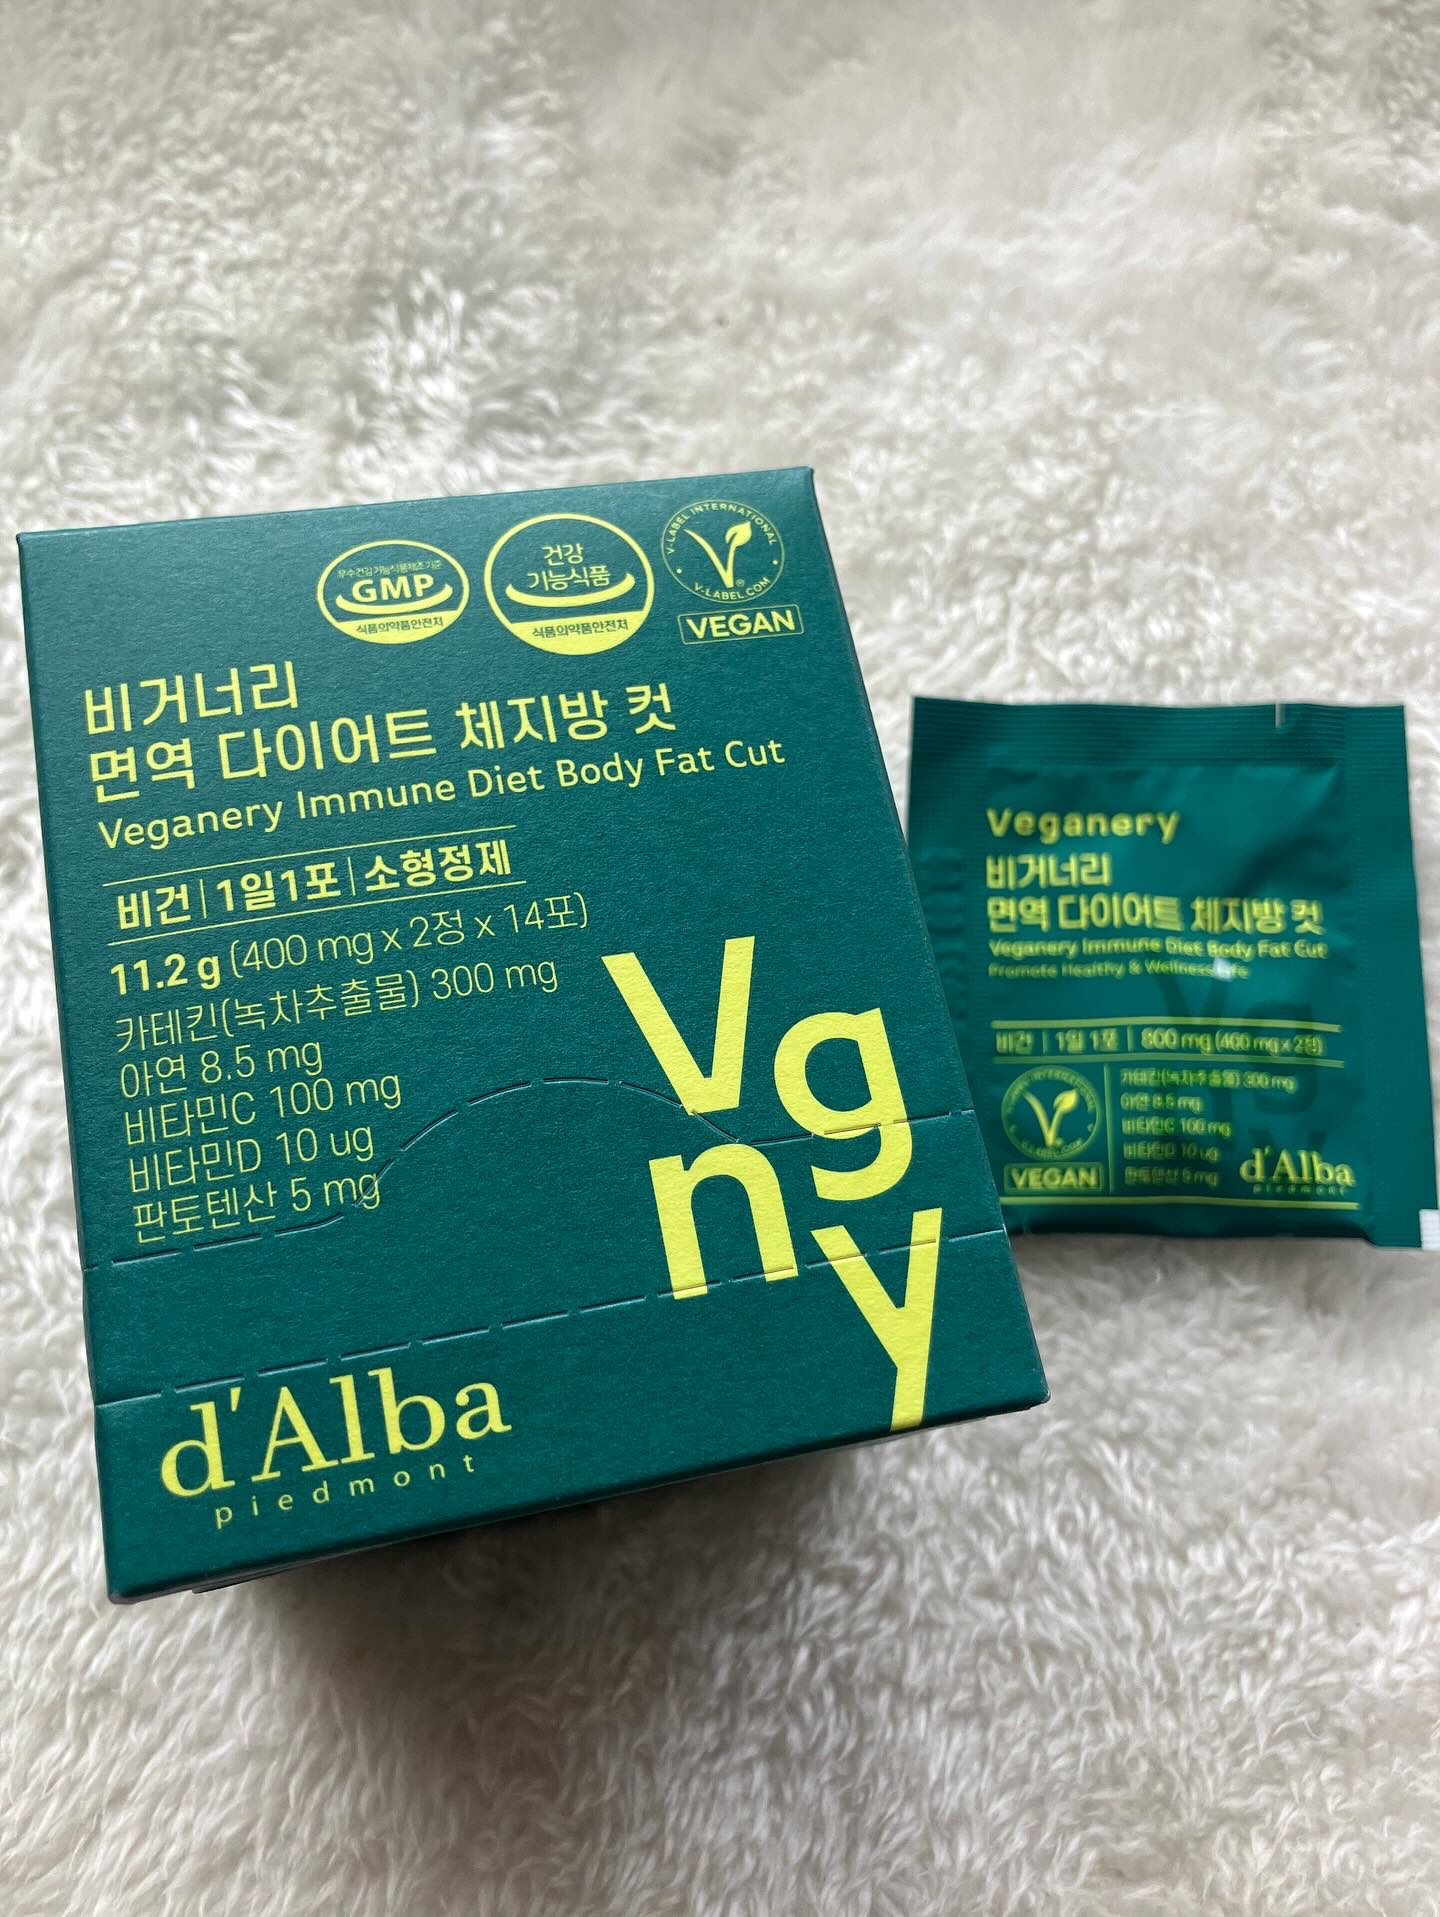 우수건강기능식품제조기준
GMP
식품의약품안전처
건강
기능식품
식품의약품안전처
V-LABEL INTERNATIONAL
V-LABEL.COM
®
VEGAN
비거너리
면역 다이어트 체지방 컷
Veganery Immune Diet Body Fat Cut
비건 | 1일1포 | 소형정제
11.2 g (400 mg x 2정 x 14포)
카테킨(녹차추출물) 300 mg
아연 8.5 mg
비타민C 100 mg
비타민D 10 ug
판토텐산 5 mg
Vg
ny
d'Alba
piedmont
Veganery
비거너리
면역 다이어트 체지방 컷
Veganery Immune Diet Body Fat Cut
Promote Healthy & Wellness Life
비건 | 1일 1포 | 800 mg (400 mg x 2정)
카테킨(녹차추출물) 300 mg
아연 8.5 mg
비타민C 100 mg
비타민D 10 ug
판토텐산 5 mg
VEGAN
d'Alba
piedmont